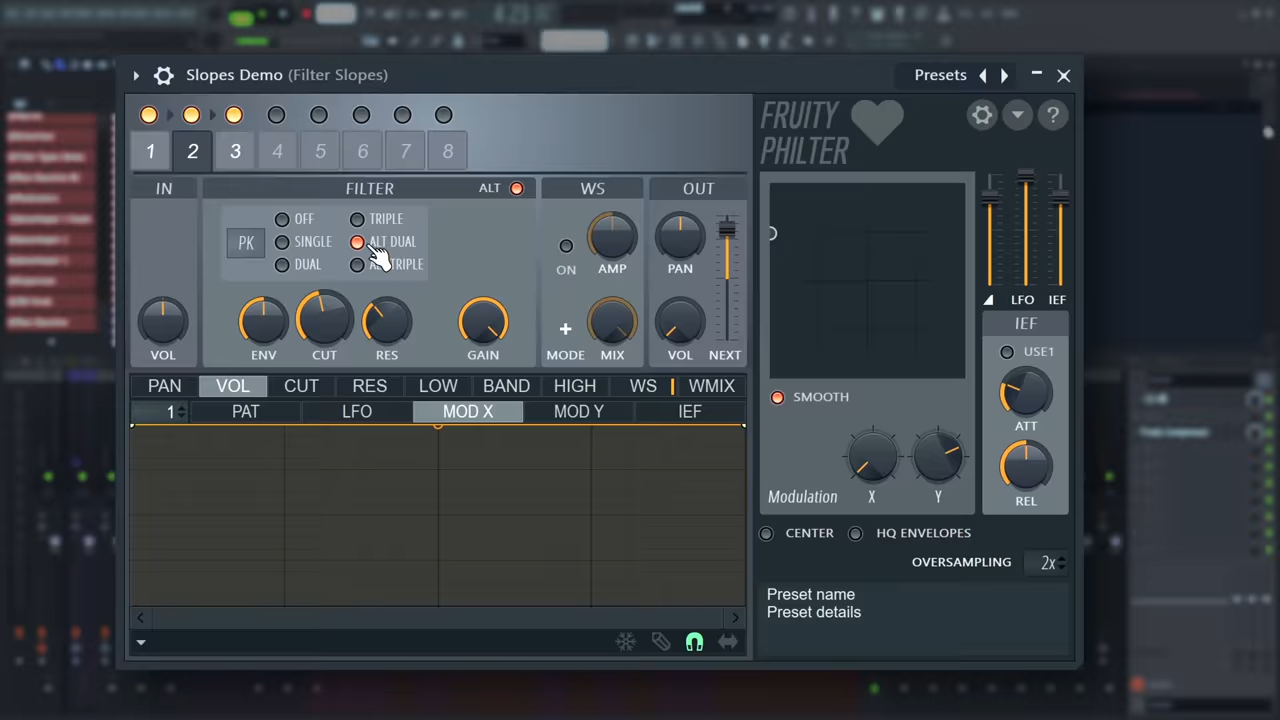 Slopes Demo (Filter Slopes)
Presets
1 2 3 4 5 6 7 8
FRUITY
PHILTER
?
IN
FILTER
ALT
WS
OUT
OFF
TRIPLE
PK
SINGLE
ALT DUAL
DUAL
ALT TRIPLE
ON
AMP
PAN
LFO
IEF
VOL
ENV
CUT
RES
GAIN
MODE
MIX
VOL
NEXT
IEF
USE1
PAN VOL CUT RES LOW BAND HIGH WS WMIX
1 PAT LFO MOD X MOD Y IEF
SMOOTH
ATT
Modulation
X
Y
REL
CENTER
HQ ENVELOPES
OVERSAMPLING 2x
Preset name
Preset details